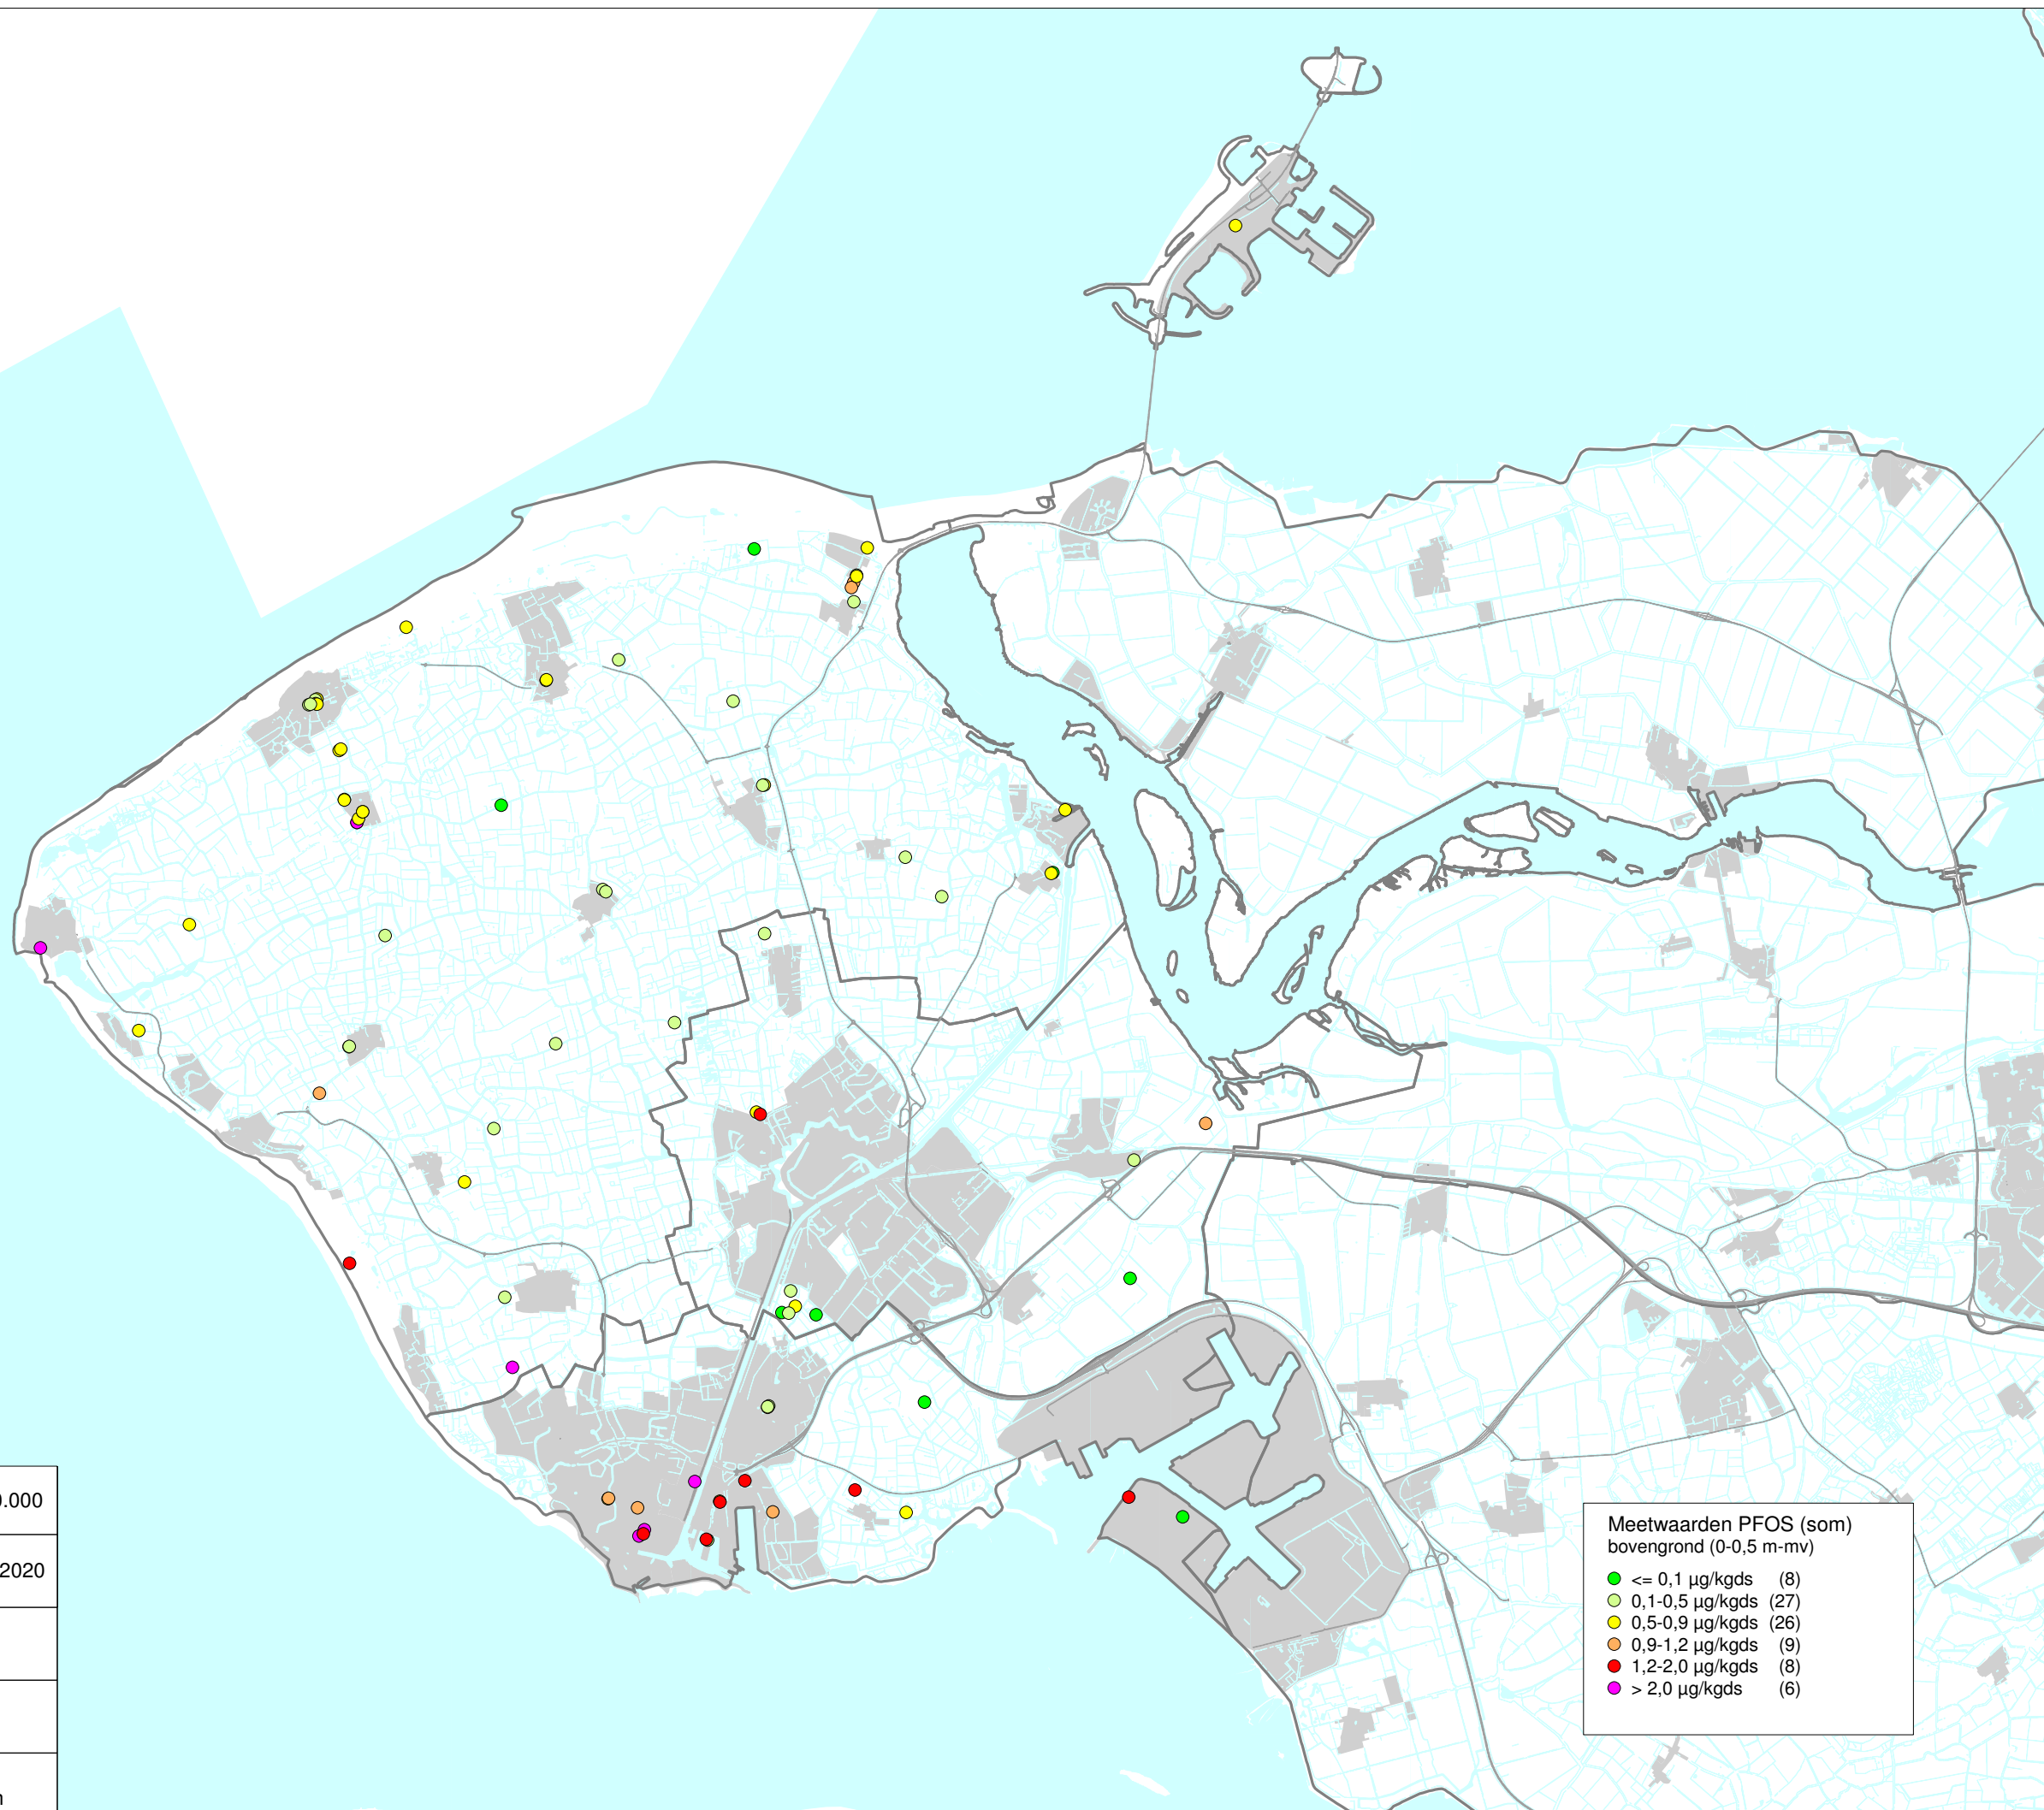 0.000
2020
Meetwaarden PFOS (som)
bovengrond (0-0,5 m-mv)
<= 0,1 µg/kgds (8)
0,1-0,5 µg/kgds (27)
0,5-0,9 µg/kgds (26)
0,9-1,2 µg/kgds (9)
1,2-2,0 µg/kgds (8)
> 2,0 µg/kgds (6)